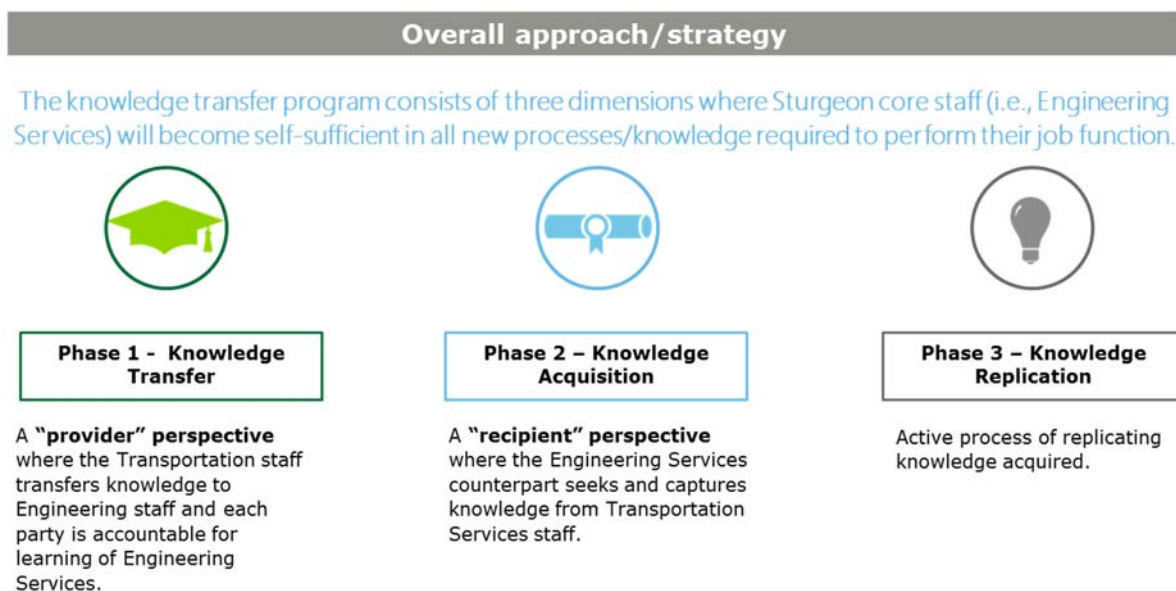 Overall approach/strategy
The knowledge transfer program consists of three dimensions where Sturgeon core staff (i.e., Engineering
Services) will become self-sufficient in all new processes/knowledge required to perform their job function.
Phase 1 - Knowledge
Transfer
A “provider” perspective
where the Transportation staff
transfers knowledge to
Engineering staff and each
party is accountable for
learning of Engineering
Services.
Phase 2 – Knowledge
Acquisition
A “recipient” perspective
where the Engineering Services
counterpart seeks and captures
knowledge from Transportation
Services staff.
Phase 3 – Knowledge
Replication
Active process of replicating
knowledge acquired.